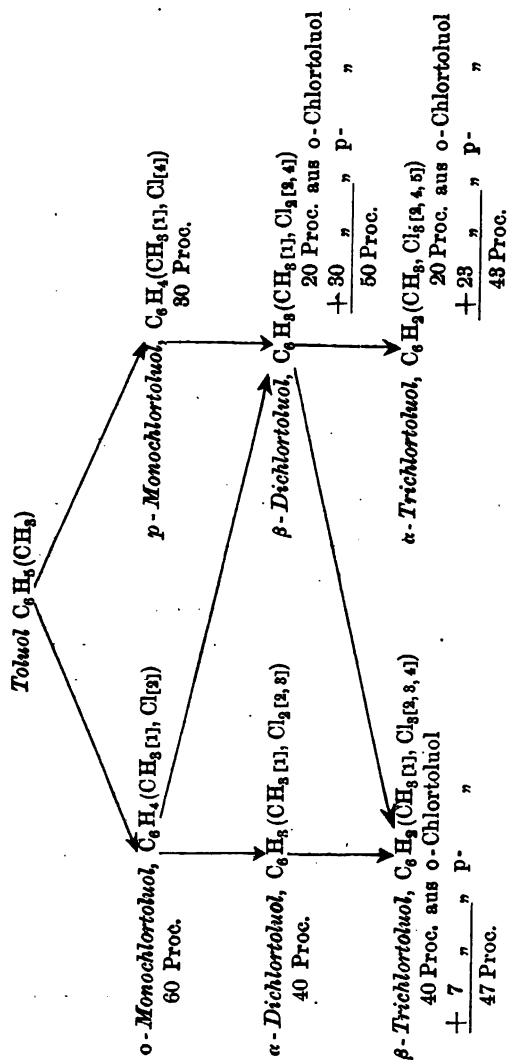 Toluol C₆H₅(CH₃)
o-Monochlortoluol, C₆H₄(CH₃[1], Cl[2])
60 Proc.
p-Monochlortoluol, C₆H₄(CH₃[1], Cl[4])
30 Proc.
α-Dichlortoluol, C₆H₃(CH₃[1], Cl₂[2,3])
40 Proc.
β-Dichlortoluol, C₆H₃(CH₃[1], Cl₂[2,4])
20 Proc. aus o-Chlortoluol
+ 30 „ „ p- „
50 Proc.
β-Trichlortoluol, C₆H₂(CH₃[1], Cl₃[2,3,4])
40 Proc. aus o-Chlortoluol
+ 7 „ „ p- „
47 Proc.
α-Trichlortoluol, C₆H₂(CH₃, Cl₃[2,4,5])
20 Proc. aus o-Chlortoluol
+ 23 „ „ p- „
43 Proc.